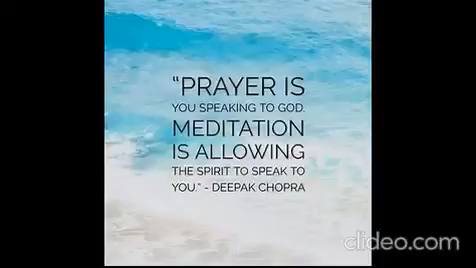 “PRAYER IS
YOU SPEAKING TO GOD.
MEDITATION
IS ALLOWING
THE SPIRIT TO SPEAK TO
YOU.” - DEEPAK CHOPRA
clideo.com